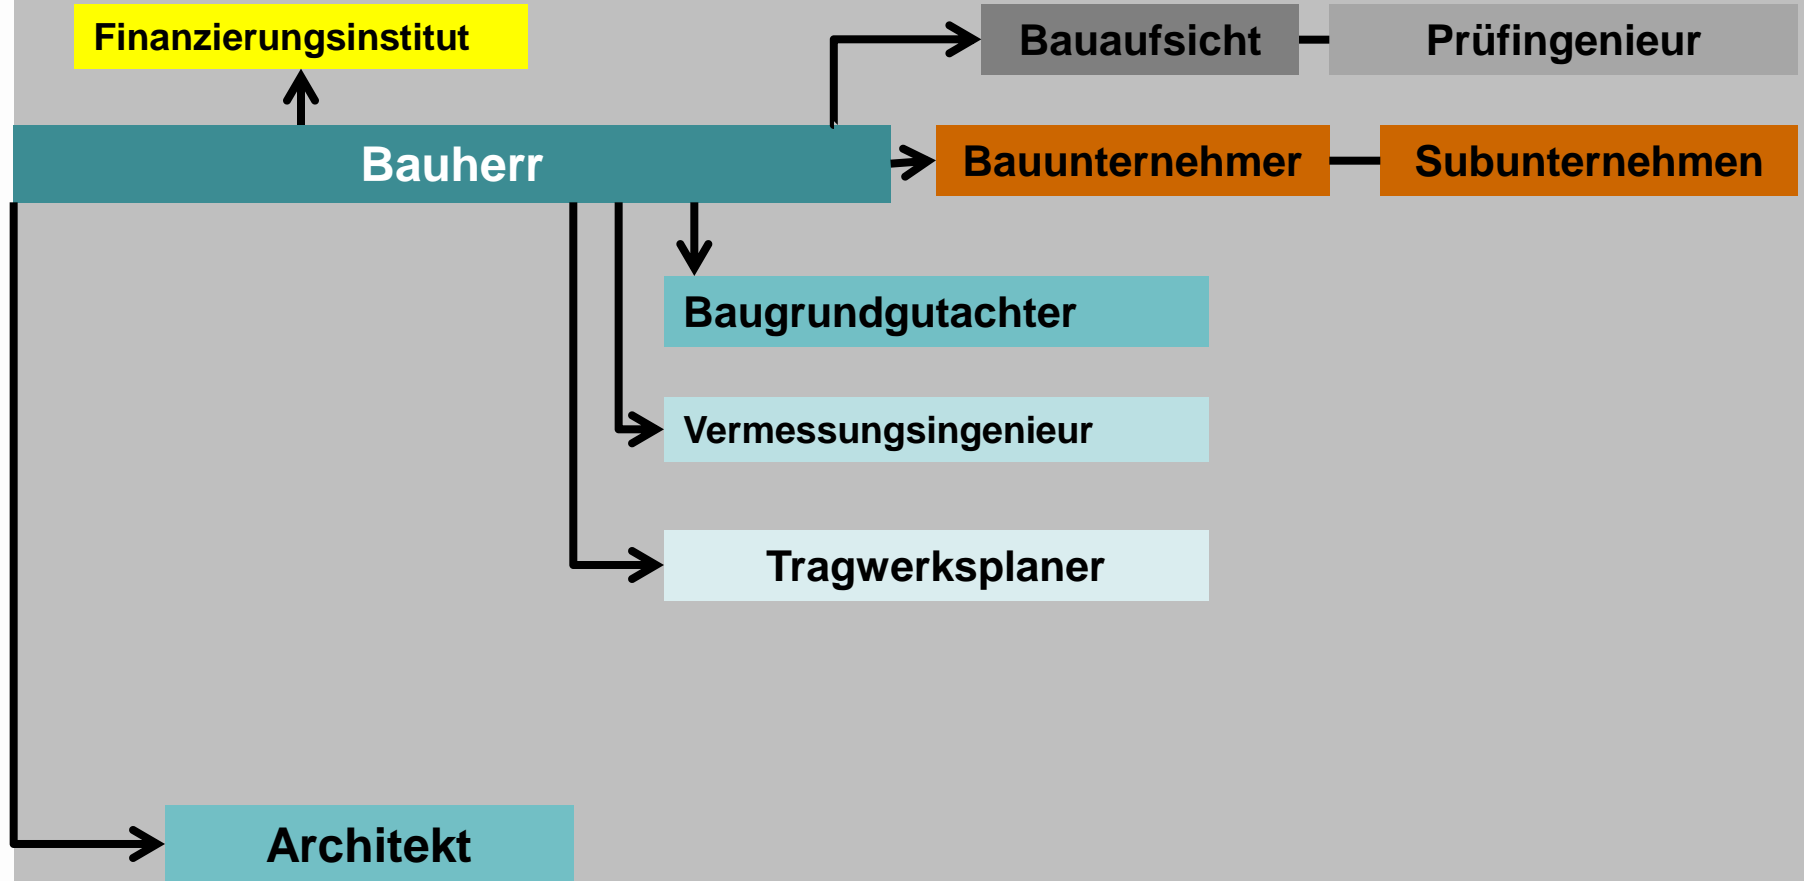 Finanzierungsinstitut
Bauaufsicht
Prüfingenieur
Bauherr
Bauunternehmer
Subunternehmen
Baugrundgutachter
Vermessungsingenieur
Tragwerksplaner
Architekt